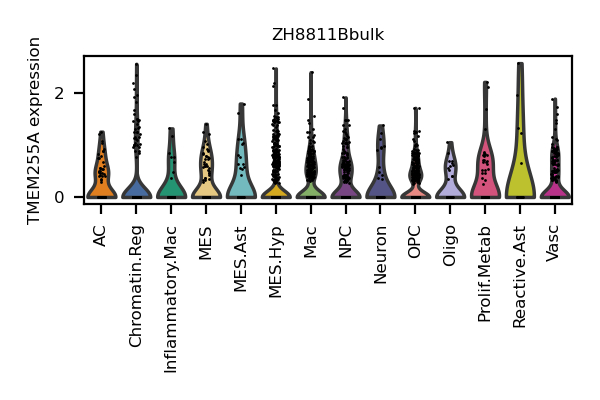 ZH8811Bbulk
TMEM255A expression
2
0
AC
Chromatin.Reg
Inflammatory.Mac
MES
MES.Ast
MES.Hyp
Mac
NPC
Neuron
OPC
Oligo
Prolif.Metab
Reactive.Ast
Vasc